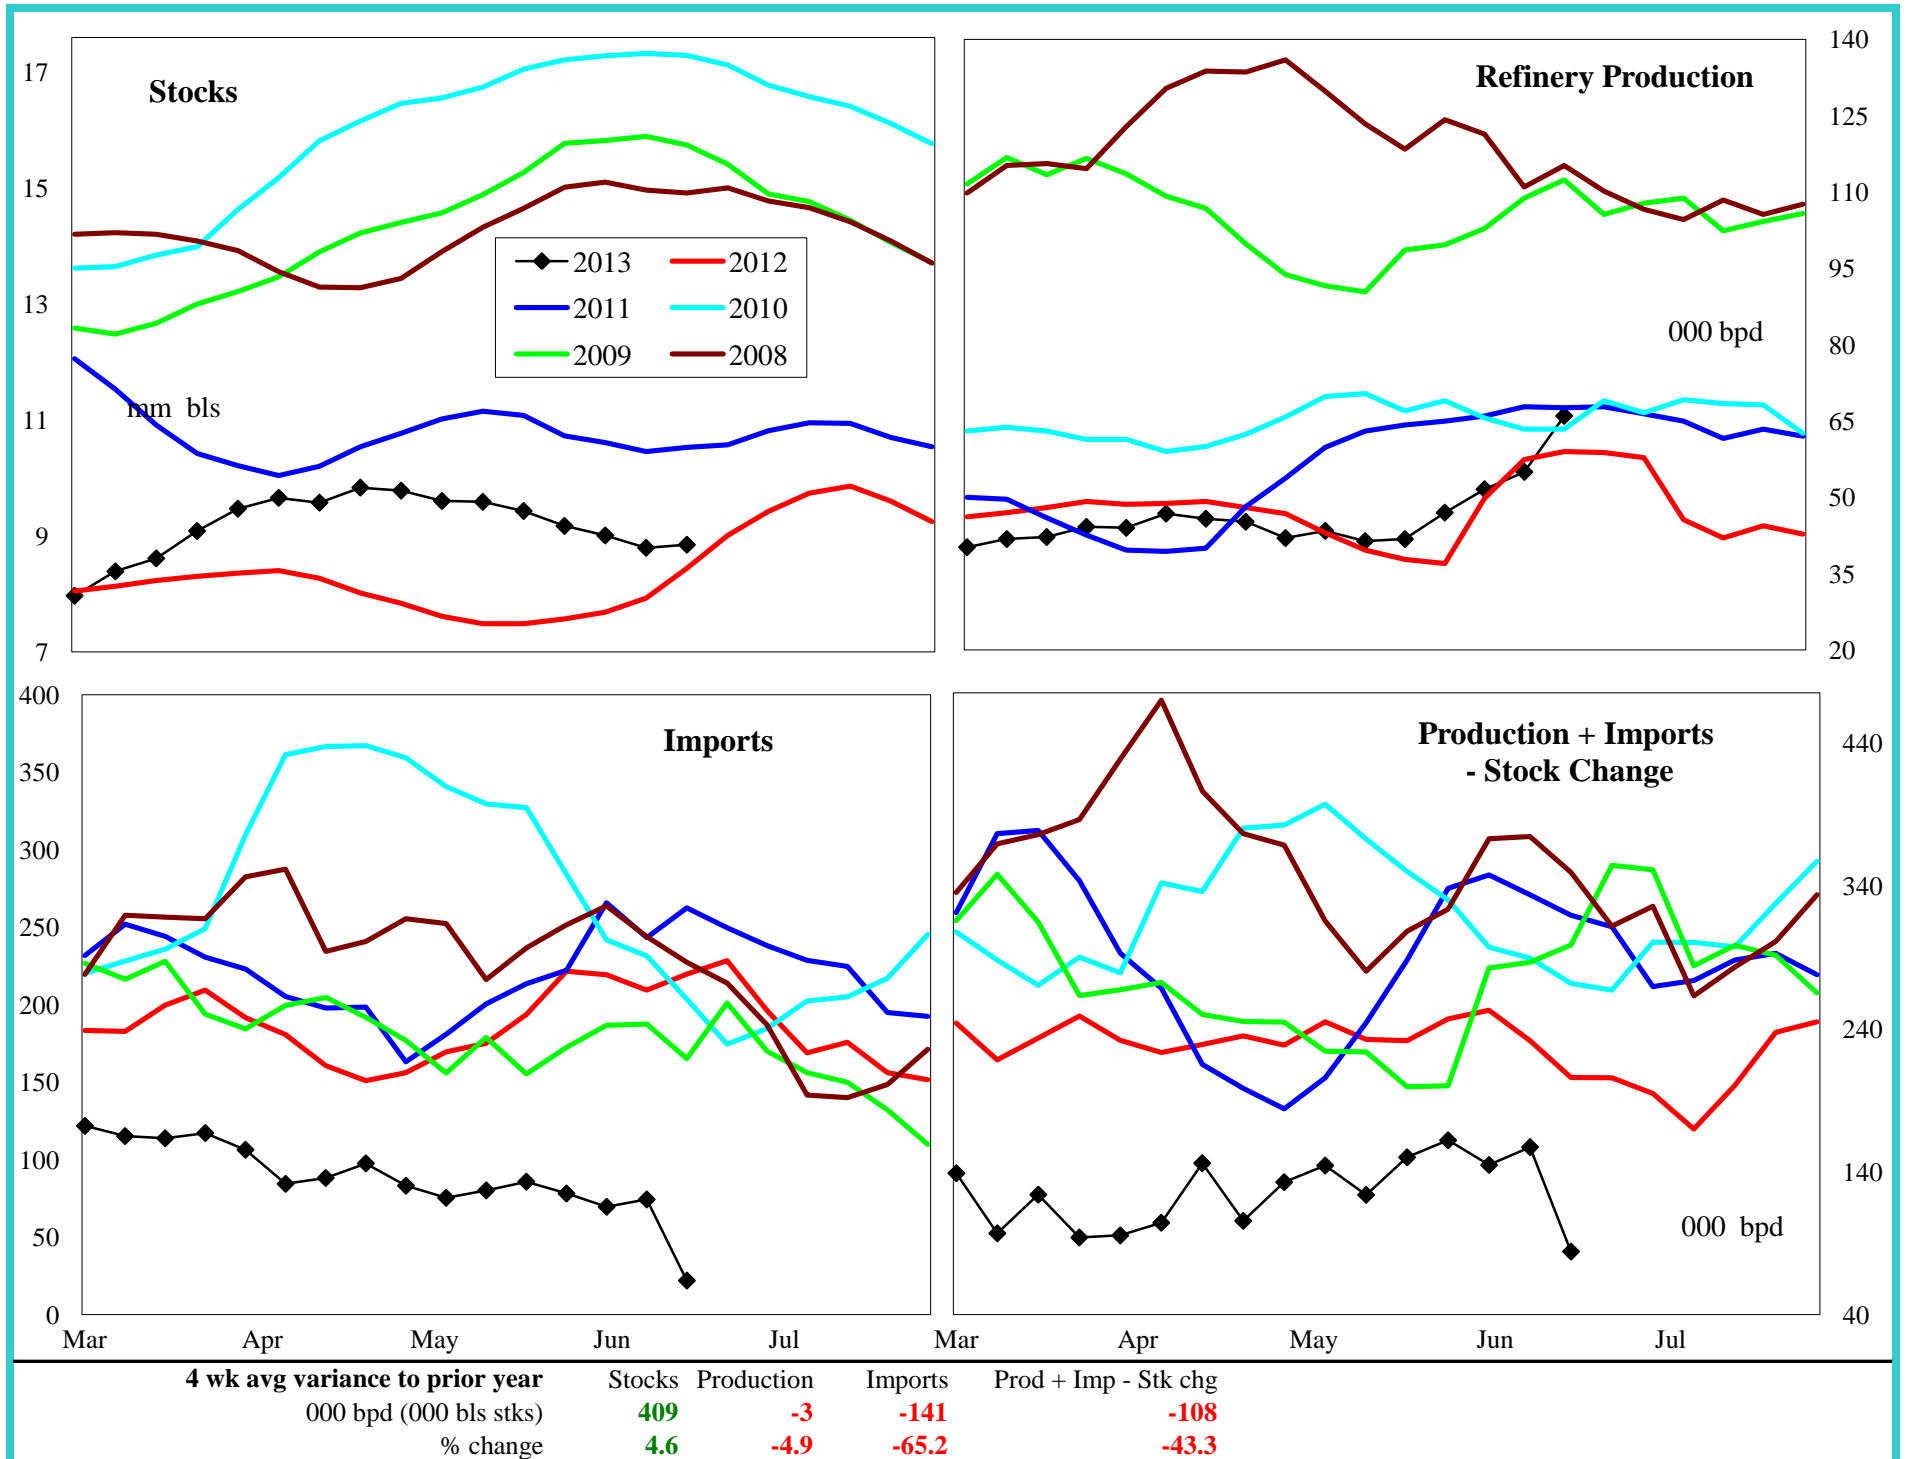 Stocks
17
15
13
11
9
7
mm bls
2013 2012
2011 2010
2009 2008
Refinery Production
140
125
110
95
80
65
50
35
20
000 bpd
Imports
400
350
300
250
200
150
100
50
0
Mar Apr May Jun Jul
Production + Imports
- Stock Change
440
340
240
140
40
000 bpd
Mar Apr May Jun Jul
4 wk avg variance to prior year Stocks Production Imports Prod + Imp - Stk chg
000 bpd (000 bls stks) 409 -3 -141 -108
% change 4.6 -4.9 -65.2 -43.3